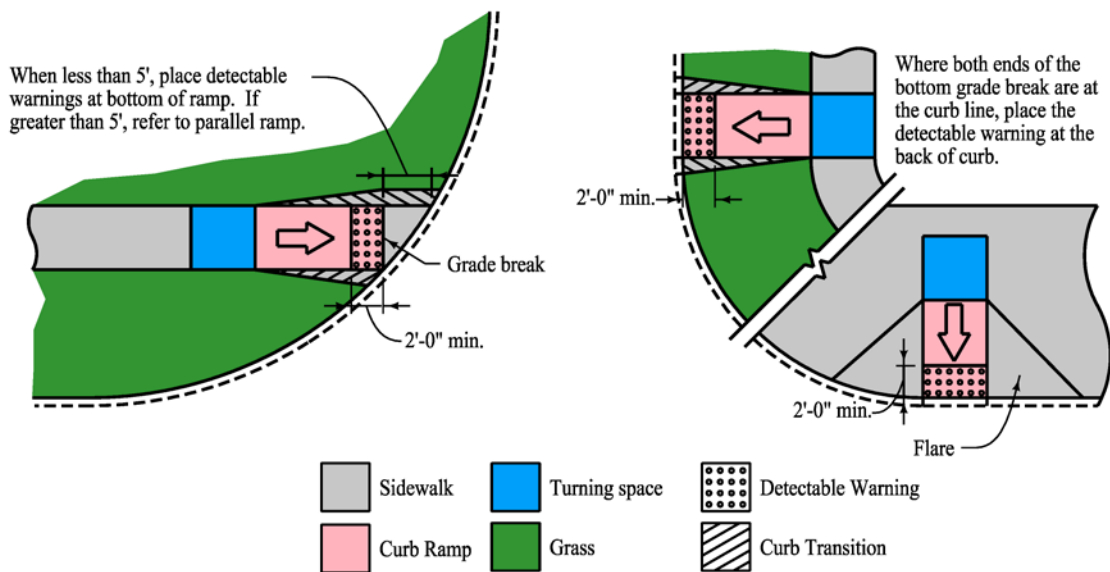 When less than 5', place detectable
warnings at bottom of ramp. If
greater than 5', refer to parallel ramp.
Grade break
2'-0" min.
Where both ends of the
bottom grade break are at
the curb line, place the
detectable warning at the
back of curb.
2'-0" min.
2'-0" min.
Flare
Sidewalk
Turning space
Detectable Warning
Curb Ramp
Grass
Curb Transition